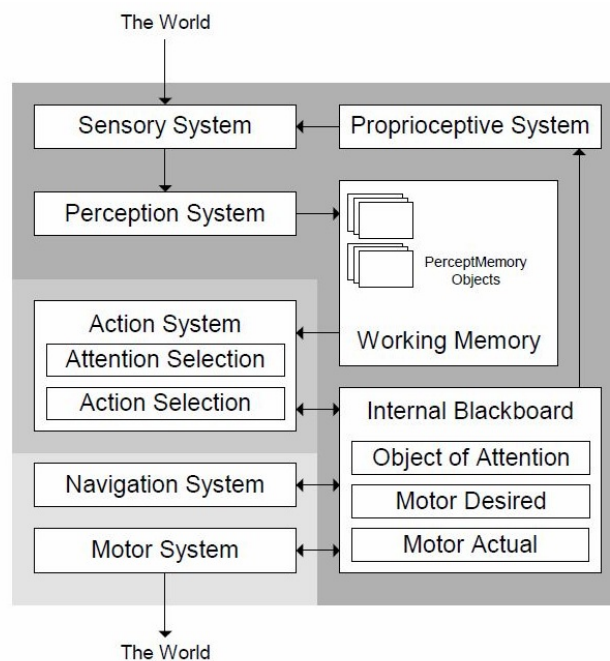 The World
Sensory System
Proprioceptive System
Perception System
PerceptMemory
Objects
Working Memory
Action System
Attention Selection
Action Selection
Internal Blackboard
Object of Attention
Navigation System
Motor Desired
Motor System
Motor Actual
The World